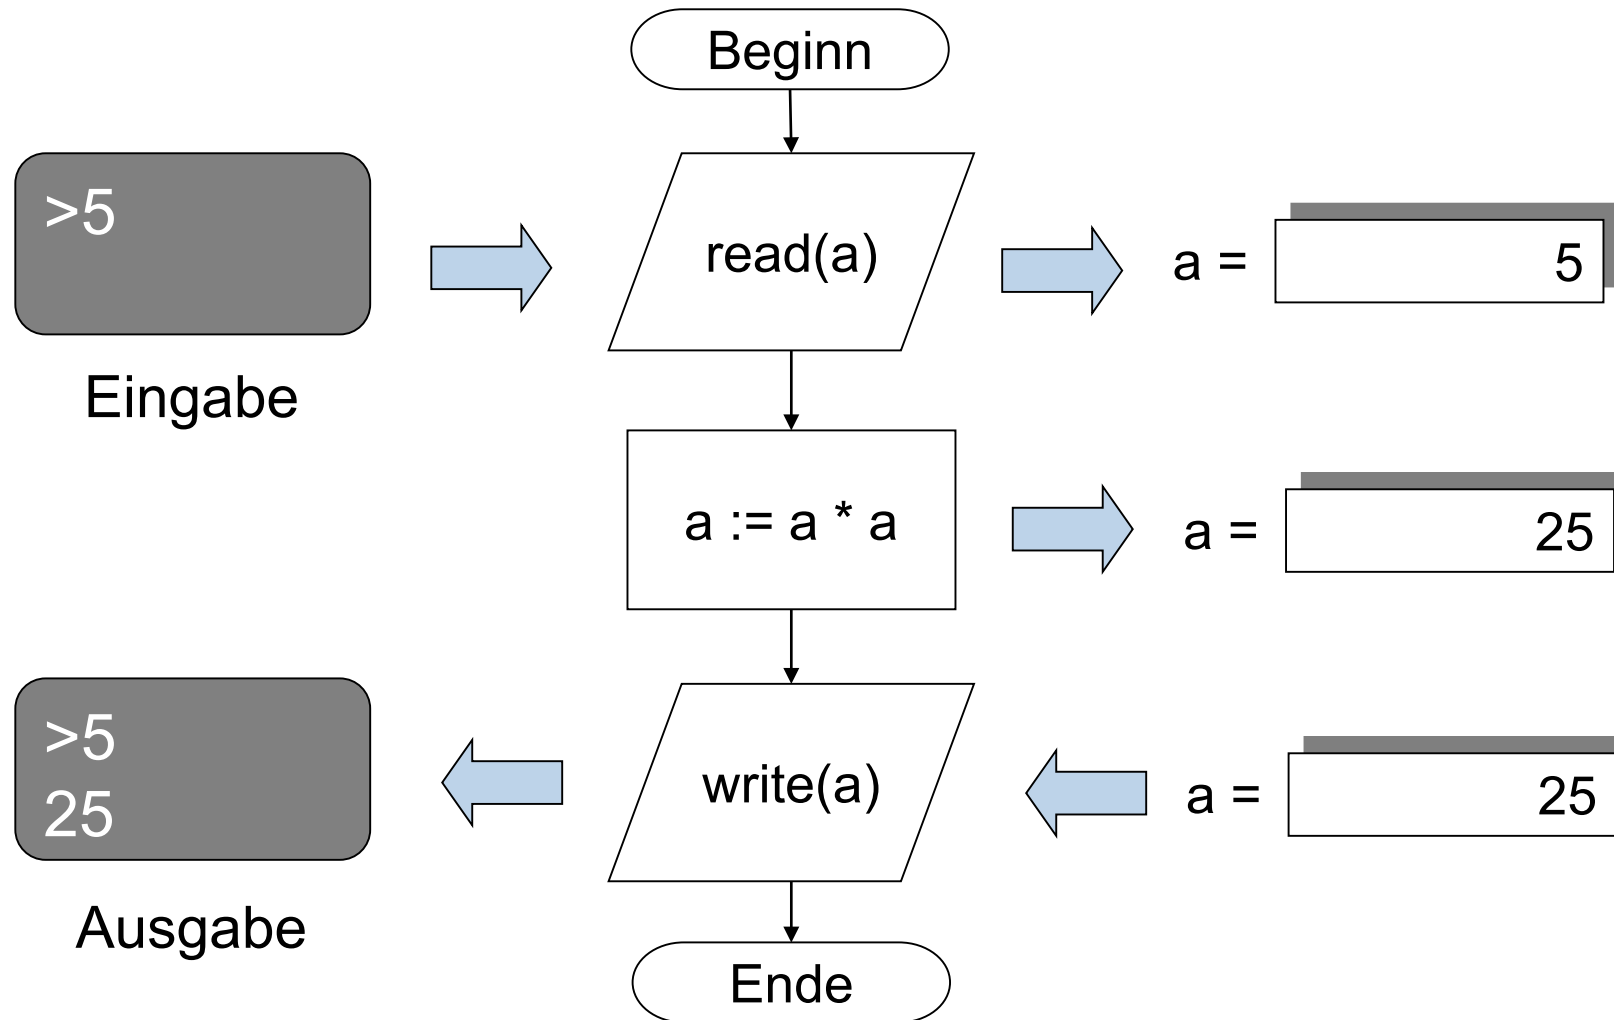 Beginn
>5
read(a)
a =
5
Eingabe
a := a * a
a =
25
>5
25
write(a)
a =
25
Ausgabe
Ende